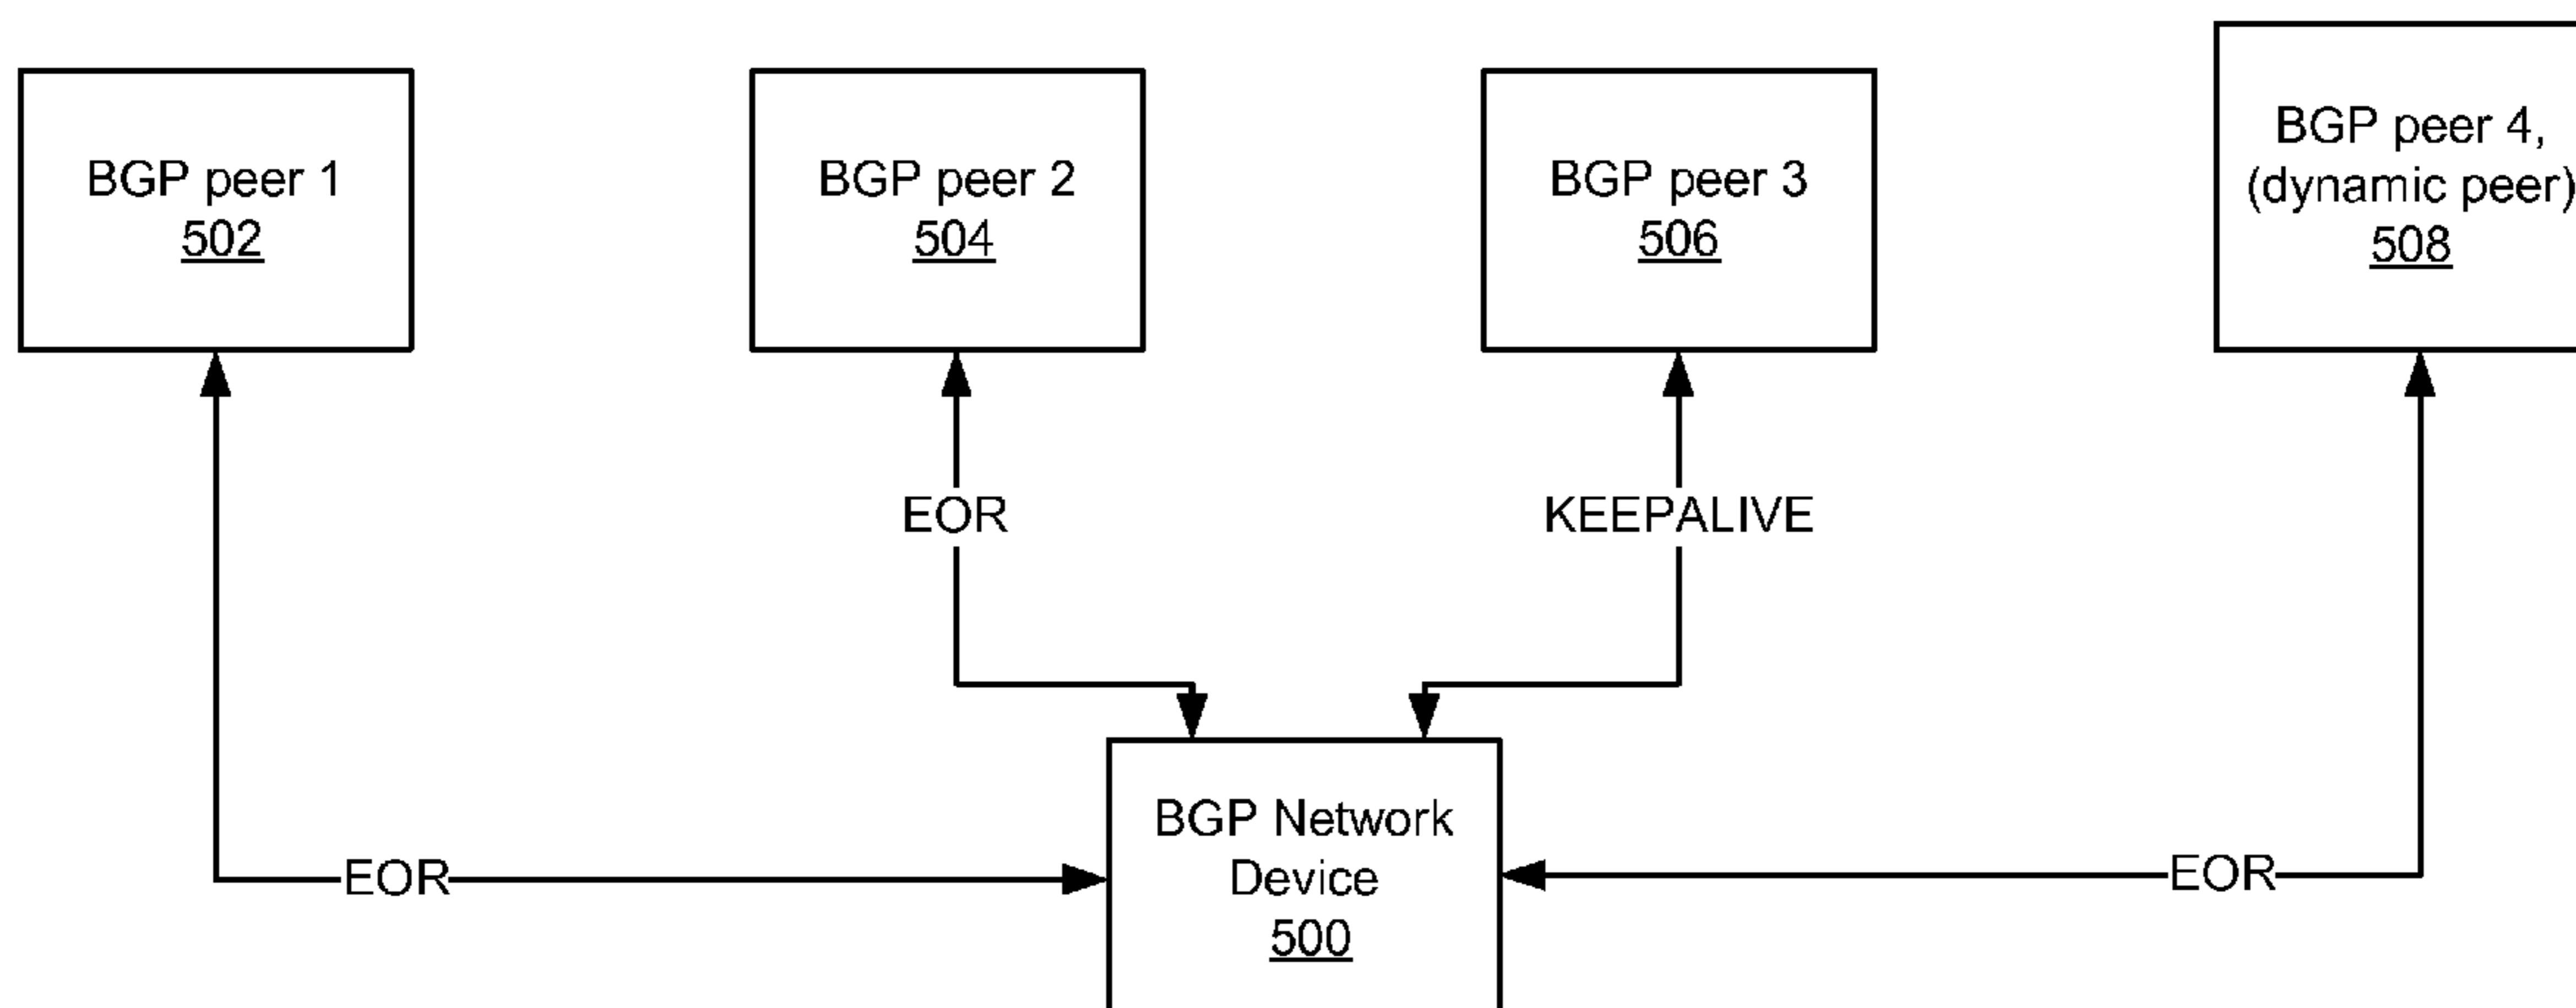 BGP peer 1
502
BGP peer 2
504
BGP peer 3
506
BGP peer 4,
(dynamic peer)
508
EOR
KEEPALIVE
EOR
BGP Network
Device
500
EOR